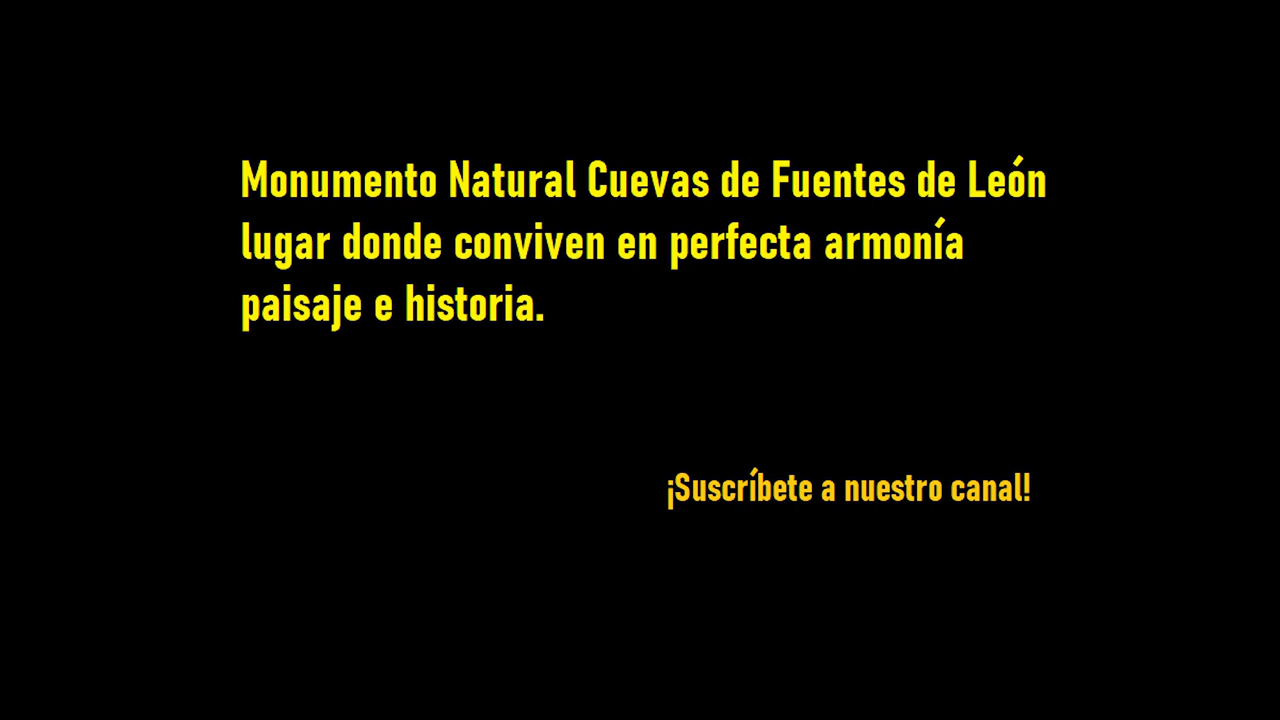 Monumento Natural Cuevas de Fuentes de León
lugar donde conviven en perfecta armonía
paisaje e historia.
¡Suscríbete a nuestro canal!